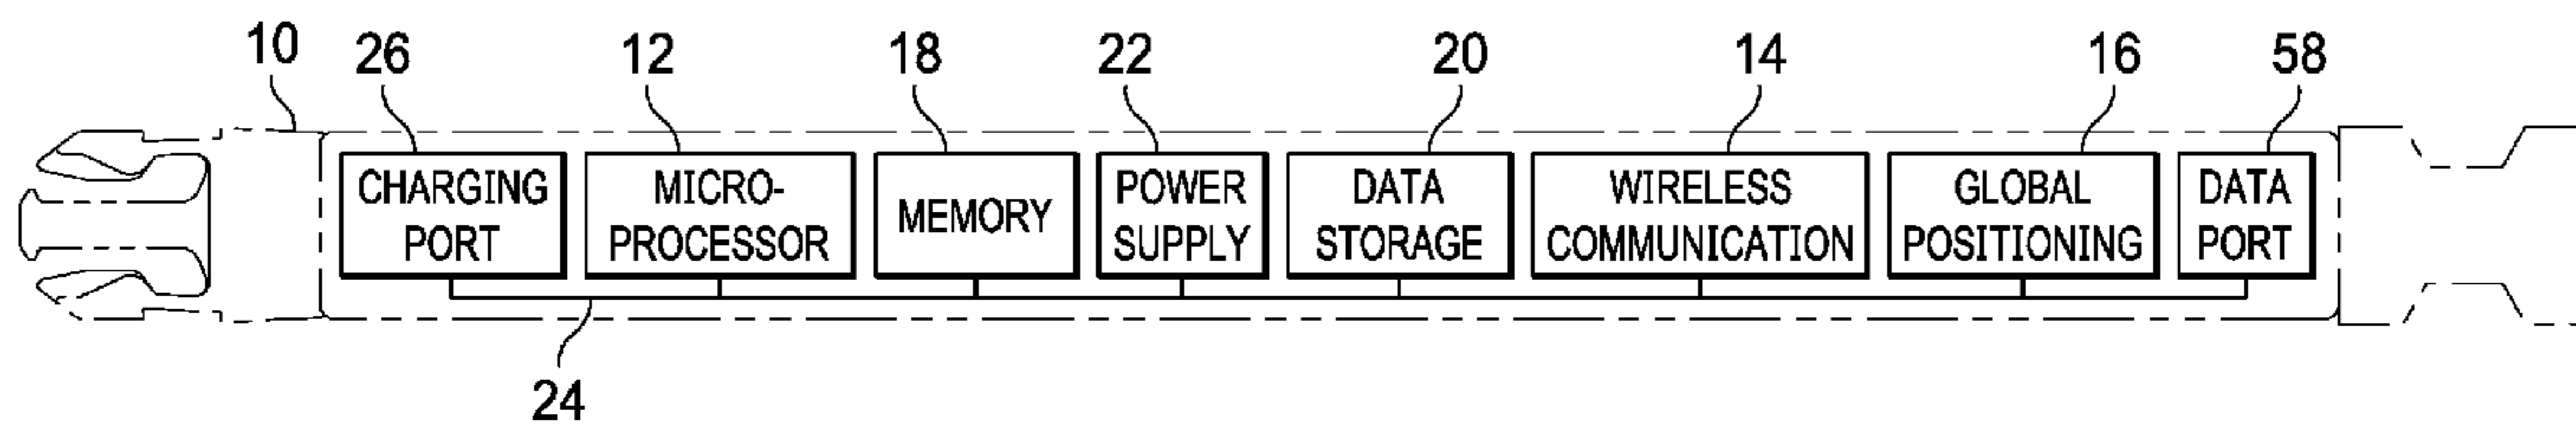 10 26 12 18 22 20 14 16 58
CHARGING PORT
MICRO-
PROCESSOR
MEMORY
POWER
SUPPLY
DATA
STORAGE
WIRELESS
COMMUNICATION
GLOBAL
POSITIONING
DATA
PORT
24